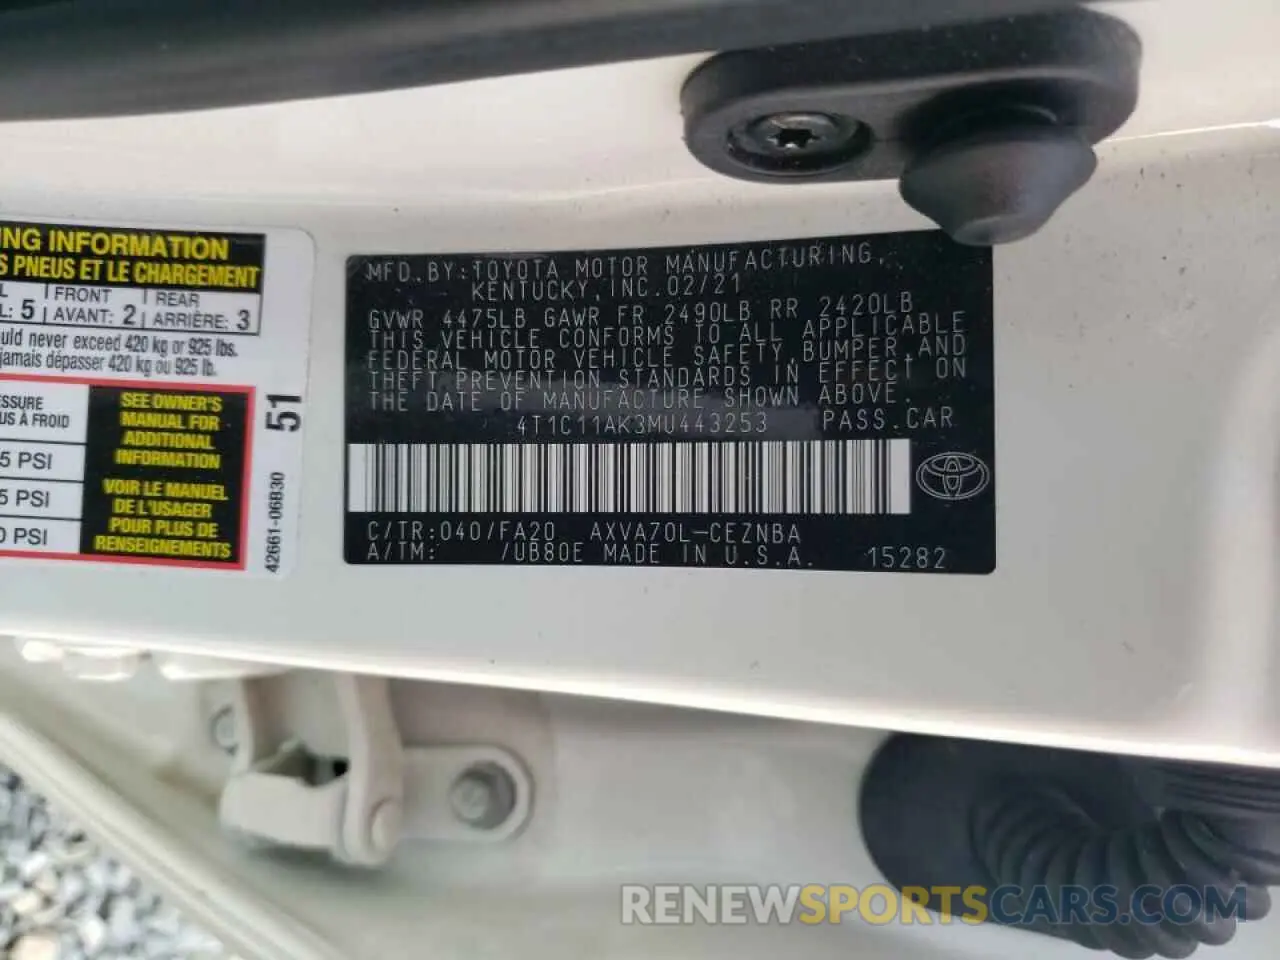 ING INFORMATION
S PNEUS ET LE CHARGEMENT
L: 5 | FRONT AVANT: 2 | REAR ARRIÈRE: 3
uld never exceed 420 kg or 925 lbs.
jamais dépasser 420 kg ou 925 lb.
ESSURE
US À FROID
5 PSI
5 PSI
0 PSI
SEE OWNER'S
MANUAL FOR
ADDITIONAL
INFORMATION
VOIR LE MANUEL
DE L'USAGER
POUR PLUS DE
RENSEIGNEMENTS
51
42661-06B30
MFD. BY: TOYOTA MOTOR MANUFACTURING,
KENTUCKY, INC. 02/21
GVWR 4475LB GAWR FR 2490LB RR 2420LB
THIS VEHICLE CONFORMS TO ALL APPLICABLE
FEDERAL MOTOR VEHICLE SAFETY, BUMPER, AND
THEFT PREVENTION STANDARDS IN EFFECT ON
THE DATE OF MANUFACTURE SHOWN ABOVE.
4T1C11AK3MU443253 PASS. CAR
C/TR: 040/FA20 AXVA70L-CEZNBA
A/TM: /UB80E MADE IN U.S.A. 15282
RENEWSPORTSCARS.COM